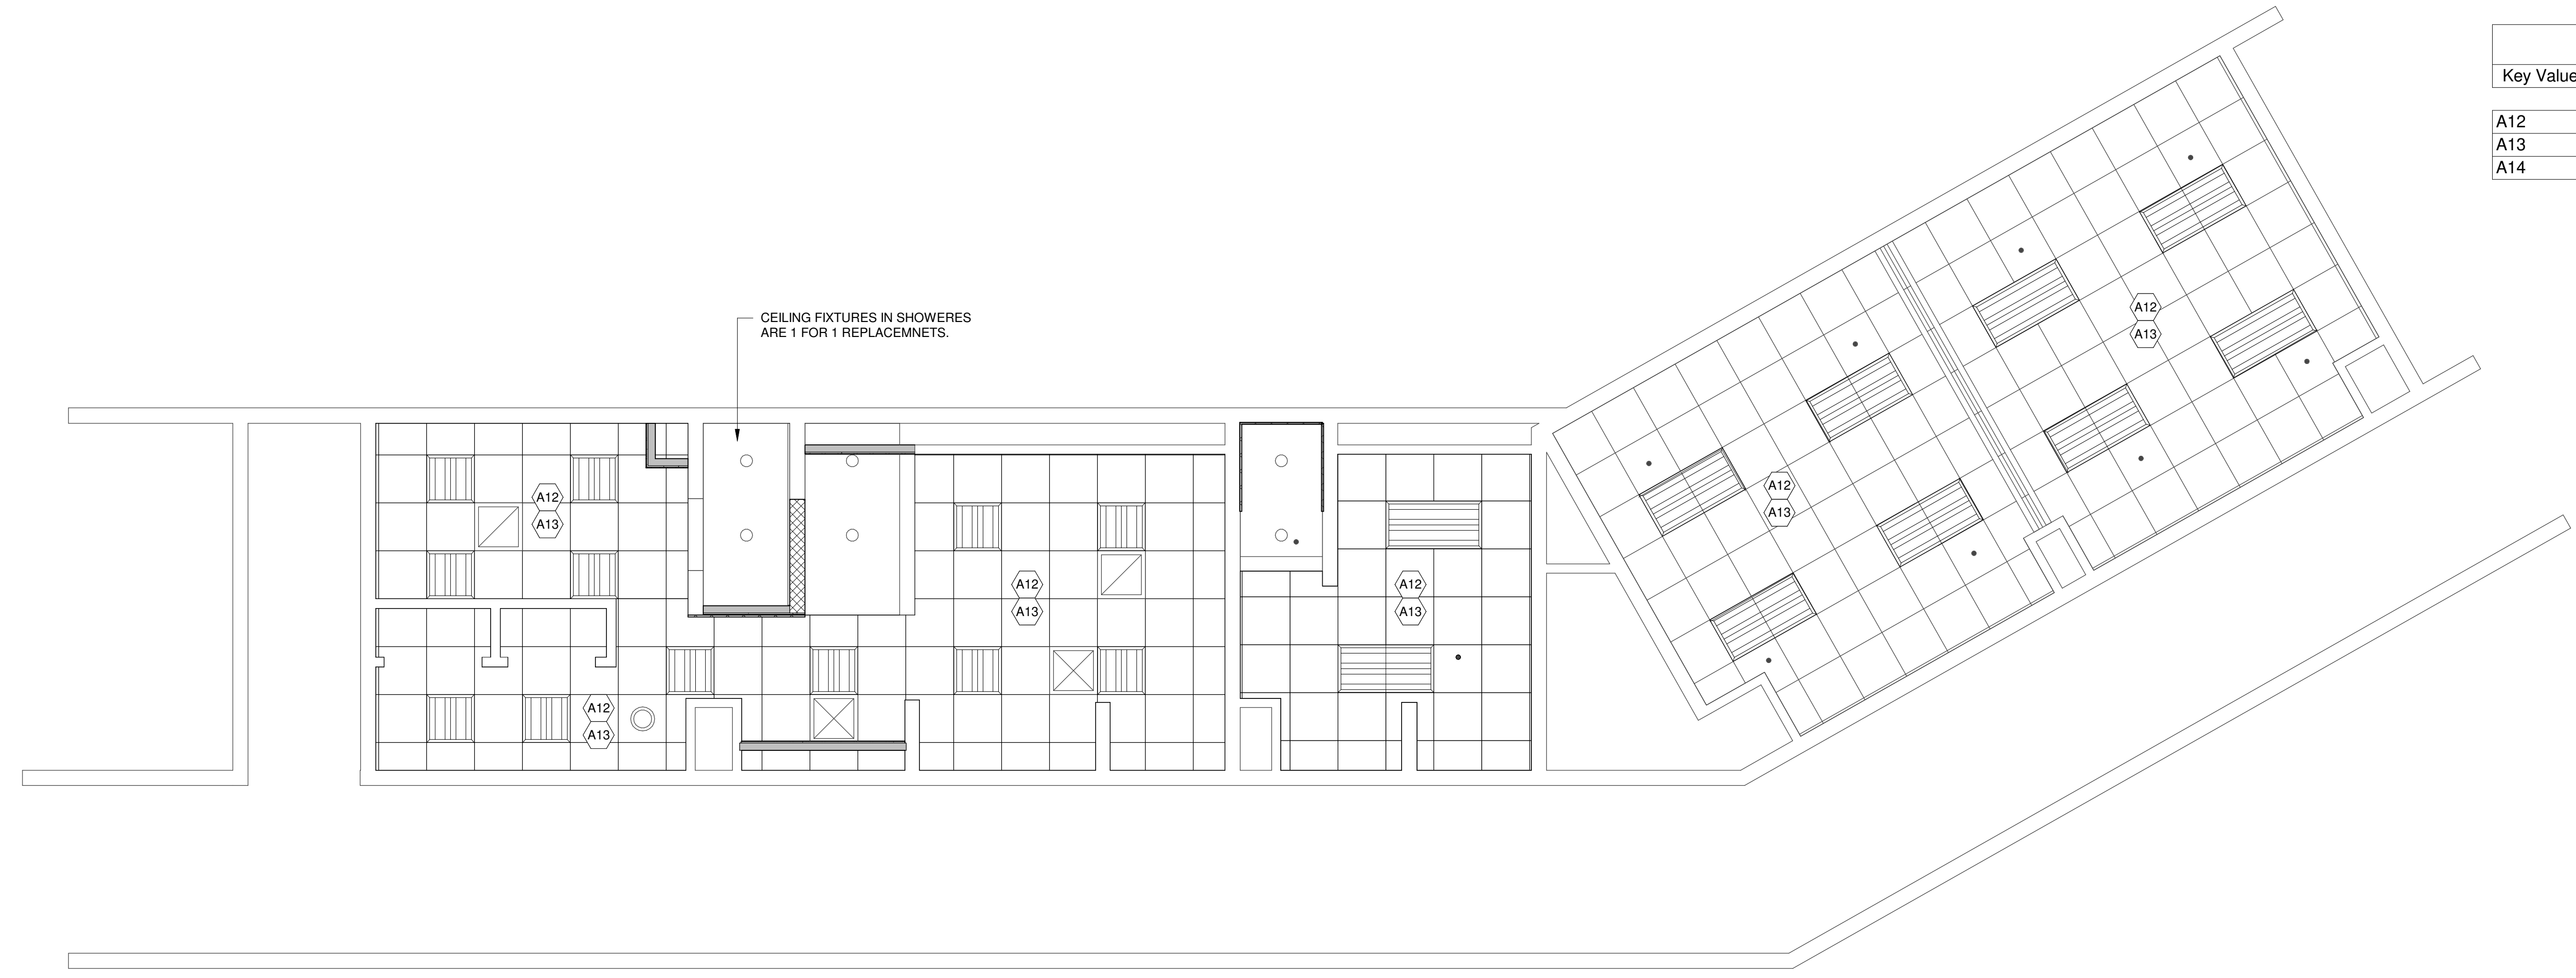 Key Value
A12
A13
A14
CEILING FIXTURES IN SHOWERES
ARE 1 FOR 1 REPLACEMNETS.
A12
A13
A12
A13
A12
A13
A12
A13
A12
A13
A12
A13